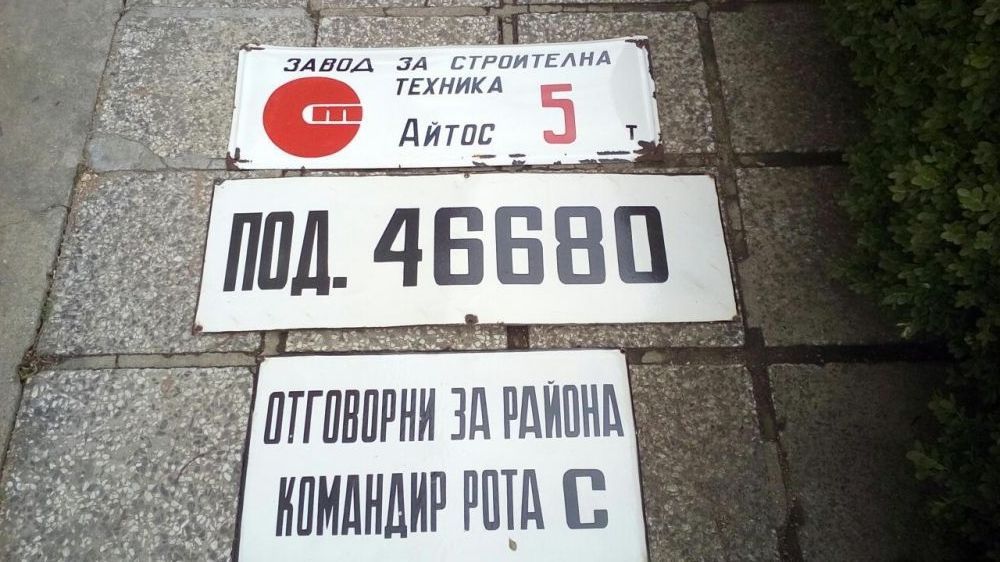 ЗАВОД ЗА СТРОИТЕЛНА
ТЕХНИКА
Айтос 5 т
ПОД. 46680
ОТГОВОРНИ ЗА РАЙОНА
КОМАНДИР РОТА С